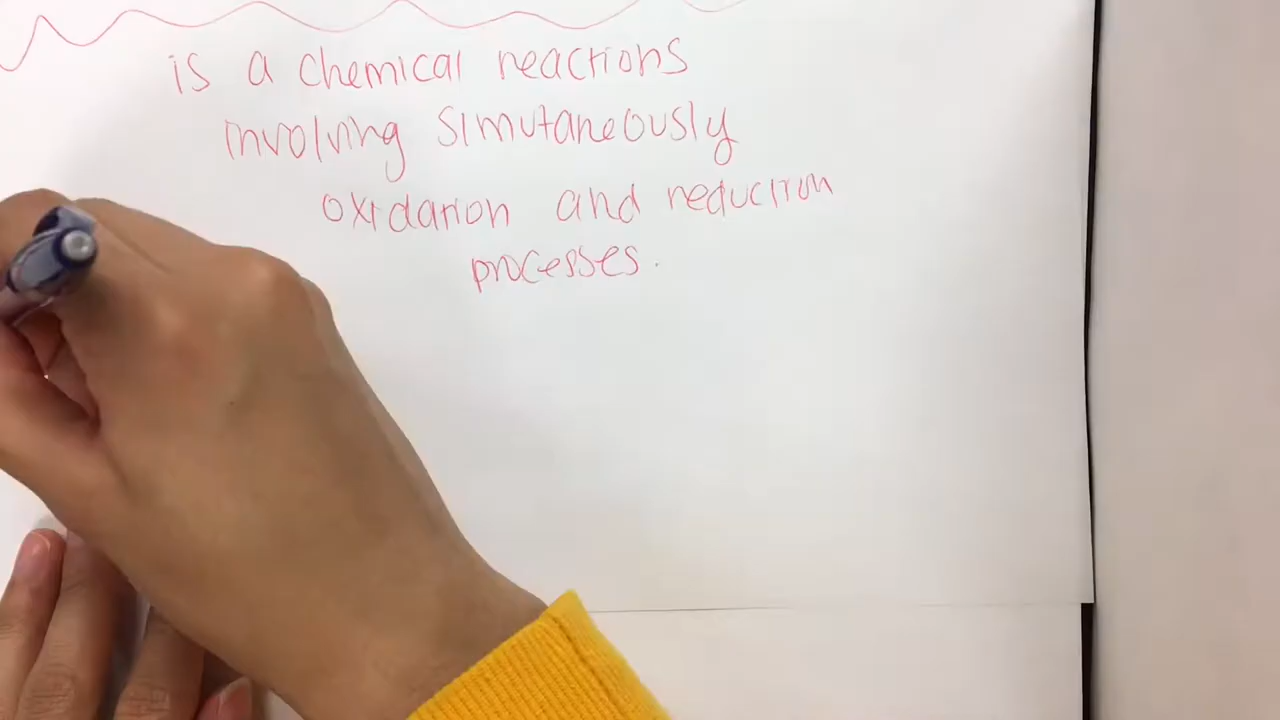 is a chemical reactions
involving simutaneously
oxidation and reduction
processes.